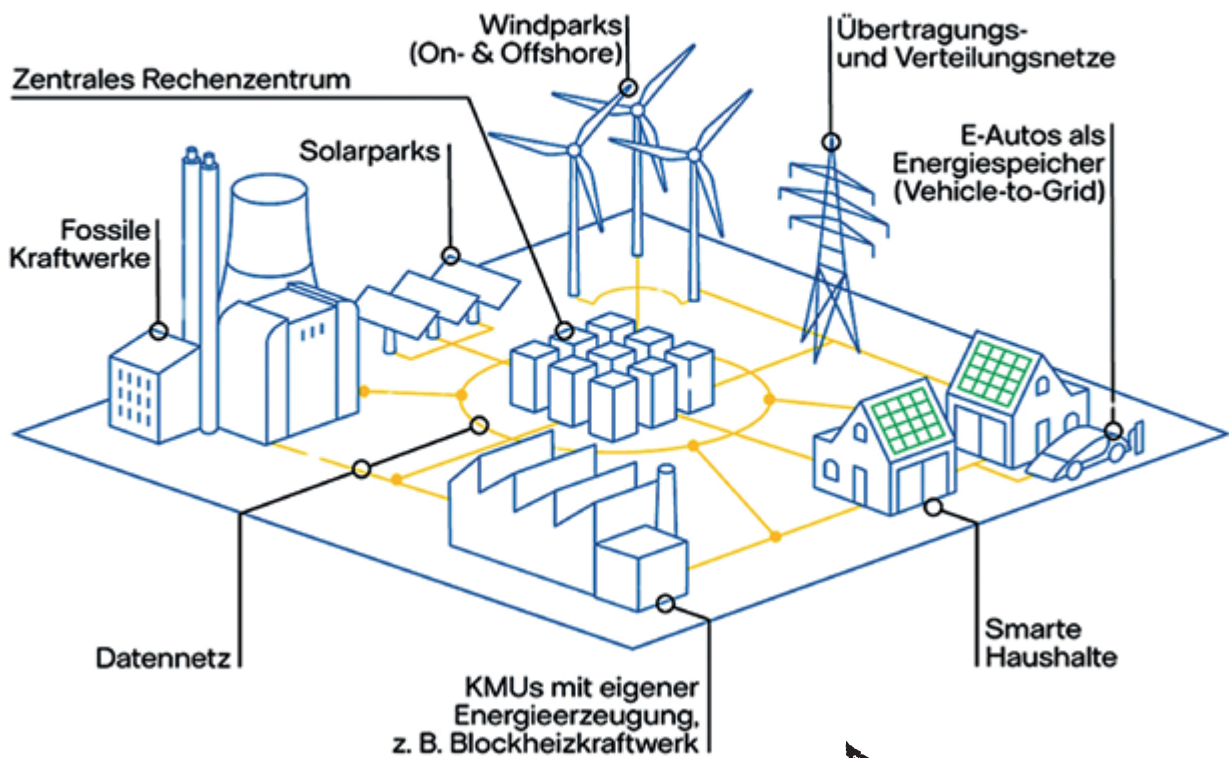 Windparks
(On- & Offshore)
Übertragungs-
und Verteilungsnetze
Zentrales Rechenzentrum
E-Autos als
Energiespeicher
(Vehicle-to-Grid)
Solarparks
Fossile
Kraftwerke
Datennetz
KMUs mit eigener
Energieerzeugung,
z. B. Blockheizkraftwerk
Smarte
Haushalte